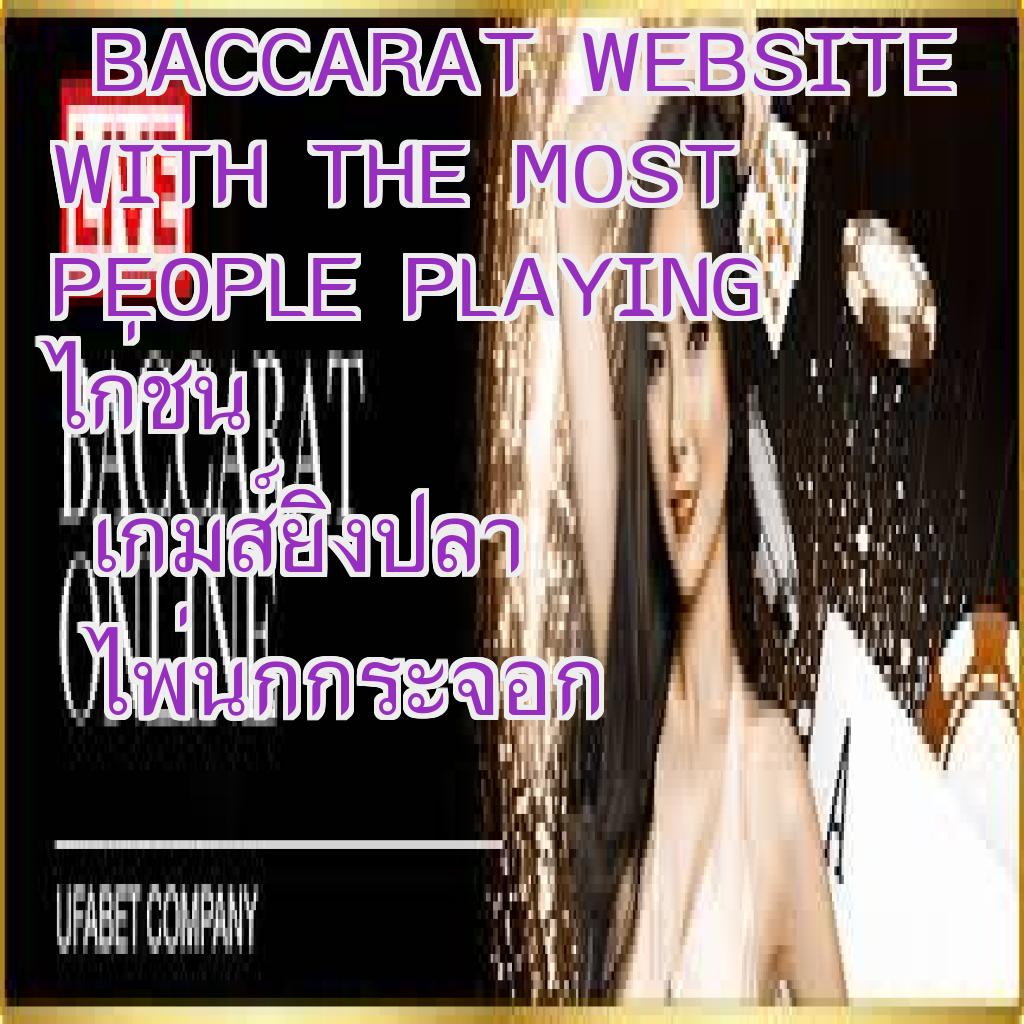 BACCARAT WEBSITE
WITH THE MOST
PEOPLE PLAYING
ไก่ชน
เกมส์ยิงปลา
ไพ่นกกระจอก
LIVE
BACCARAT
ONLINE
UFABET COMPANY
A